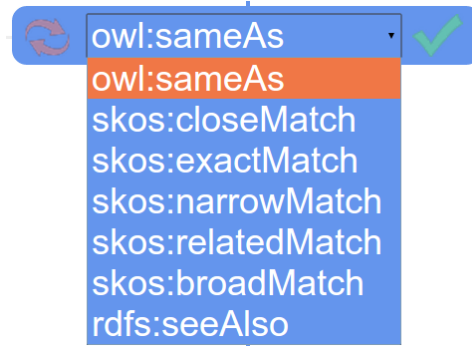 owl:sameAs
owl:sameAs
skos:closeMatch
skos:exactMatch
skos:narrowMatch
skos:relatedMatch
skos:broadMatch
rdfs:seeAlso